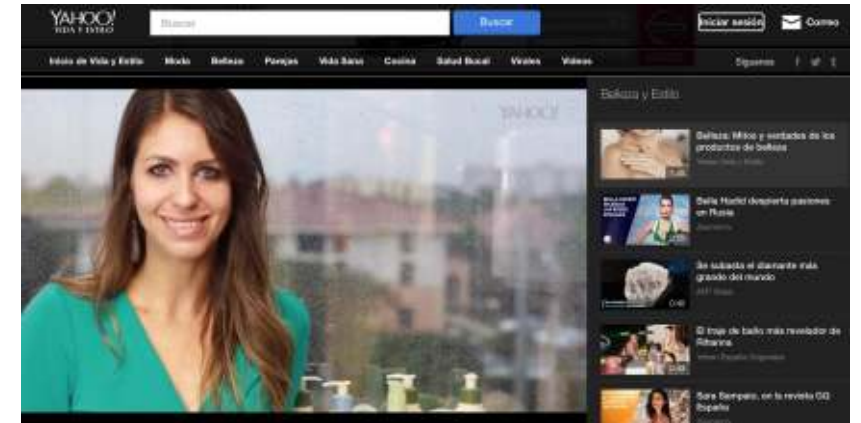 YAHOO!
VIDA Y ESTILO
Buscar
Buscar
Iniciar sesión
Correo
Inicio de Vida y Estilo
Moda
Belleza
Parejas
Vida Sana
Cocina
Salud Bucal
Virales
Videos
Síguenos
YAHOO!
Belleza y Estilo
Belleza: Mitos y verdades de los
productos de belleza
Bella Hadid despierta pasiones
en Rusia
Se subasta el diamante más
grande del mundo
0:48
El traje de baño más revelador de
Rihanna
Sara Sampaio, en la revista GQ
España